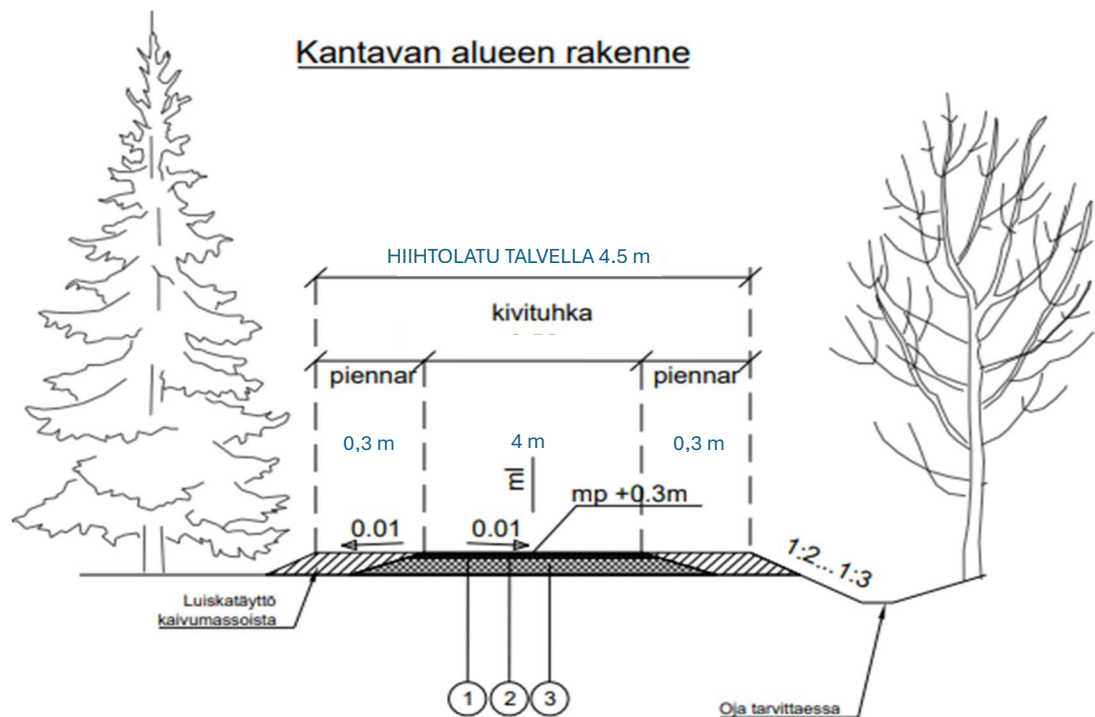 Kantavan alueen rakenne
HIIHTOLATU TALVELLA 4.5 m
kivituhka
piennar
piennar
0,3 m
4 m
0,3 m
ml
mp +0.3m
0.01
0.01
1:2... 1:3
Luiskatäyttö
kaivumassoista
1
2
3
Oja tarvittaessa